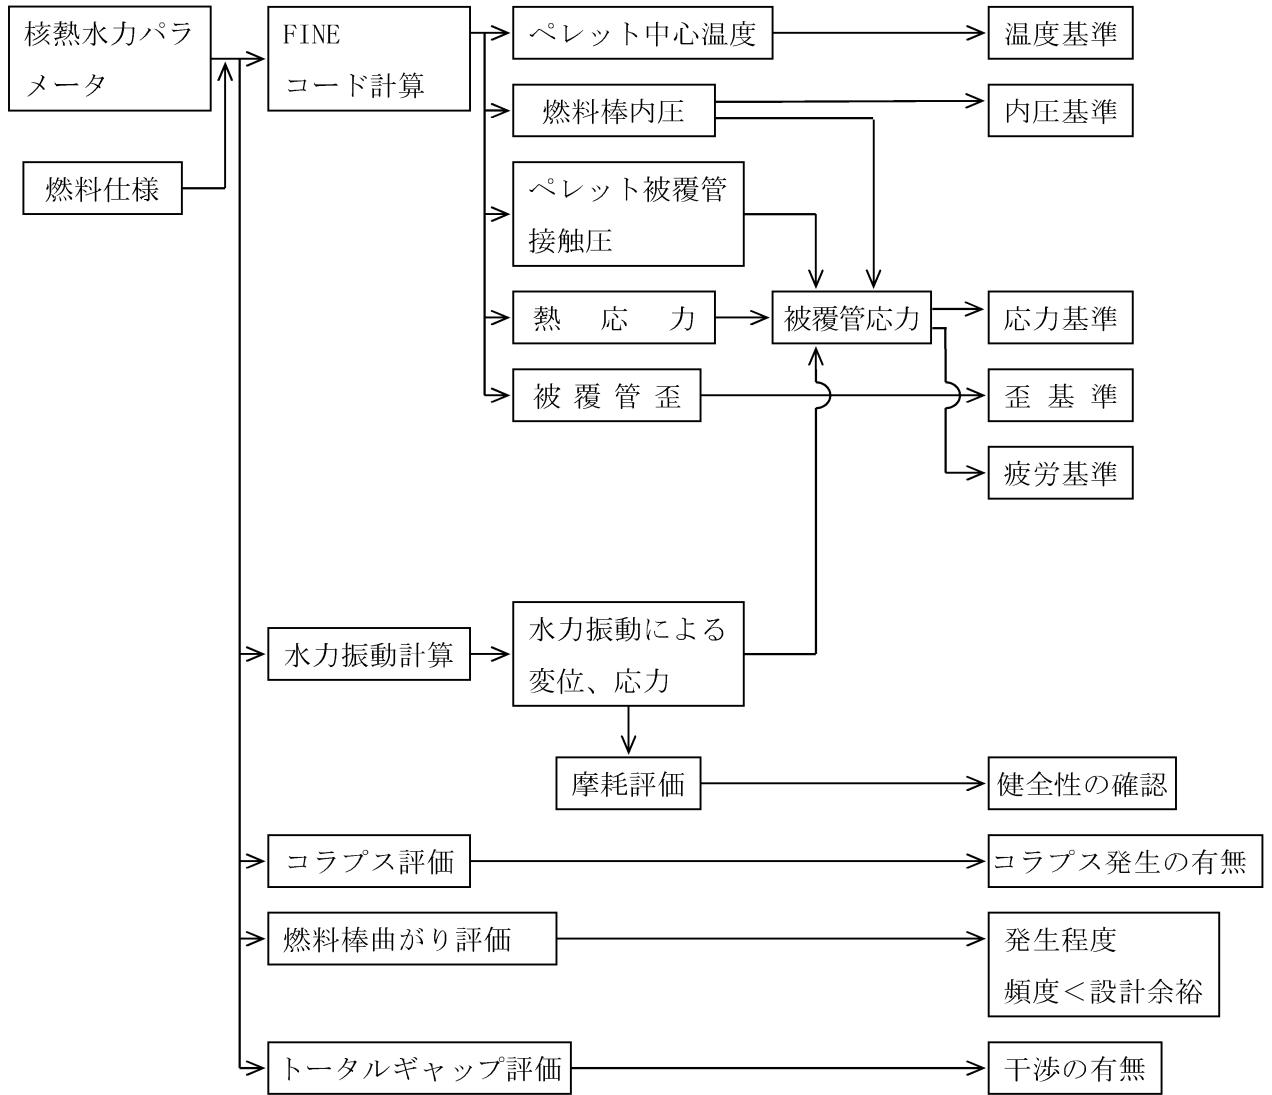 核熱水力パラ
メータ
燃料仕様
FINE
コード計算
ペレット中心温度
温度基準
燃料棒内圧
内圧基準
ペレット被覆管
接触圧
熱 応 力
被覆管応力
応力基準
被覆管歪
歪基準
疲労基準
水力振動計算
水力振動による
変位、応力
摩耗評価
健全性の確認
コラプス評価
コラプス発生の有無
燃料棒曲がり評価
発生程度
頻度＜設計余裕
トータルギャップ評価
干渉の有無